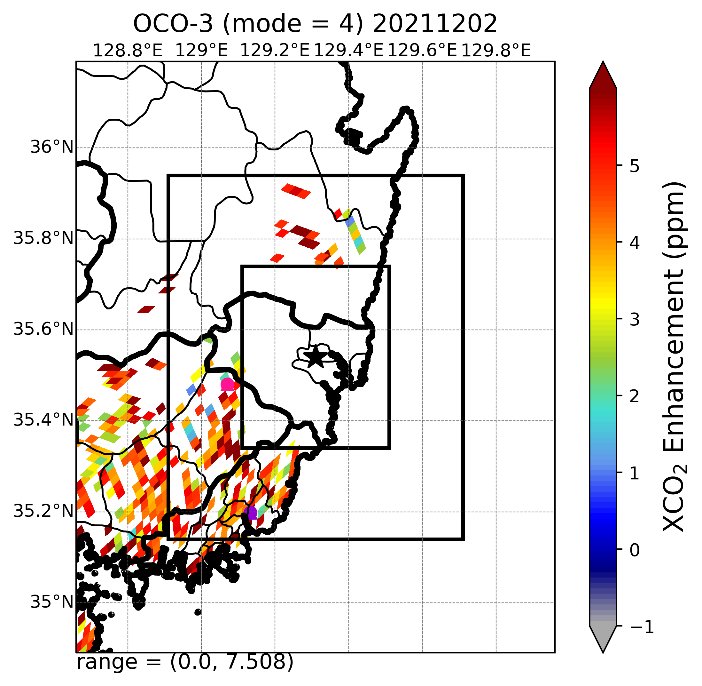 OCO-3 (mode = 4) 20211202
128.8°E 129°E 129.2°E 129.4°E 129.6°E 129.8°E
36°N
35.8°N
35.6°N
35.4°N
35.2°N
35°N
range = (0.0, 7.508)
5
4
3
2
1
0
−1
XCO₂ Enhancement (ppm)